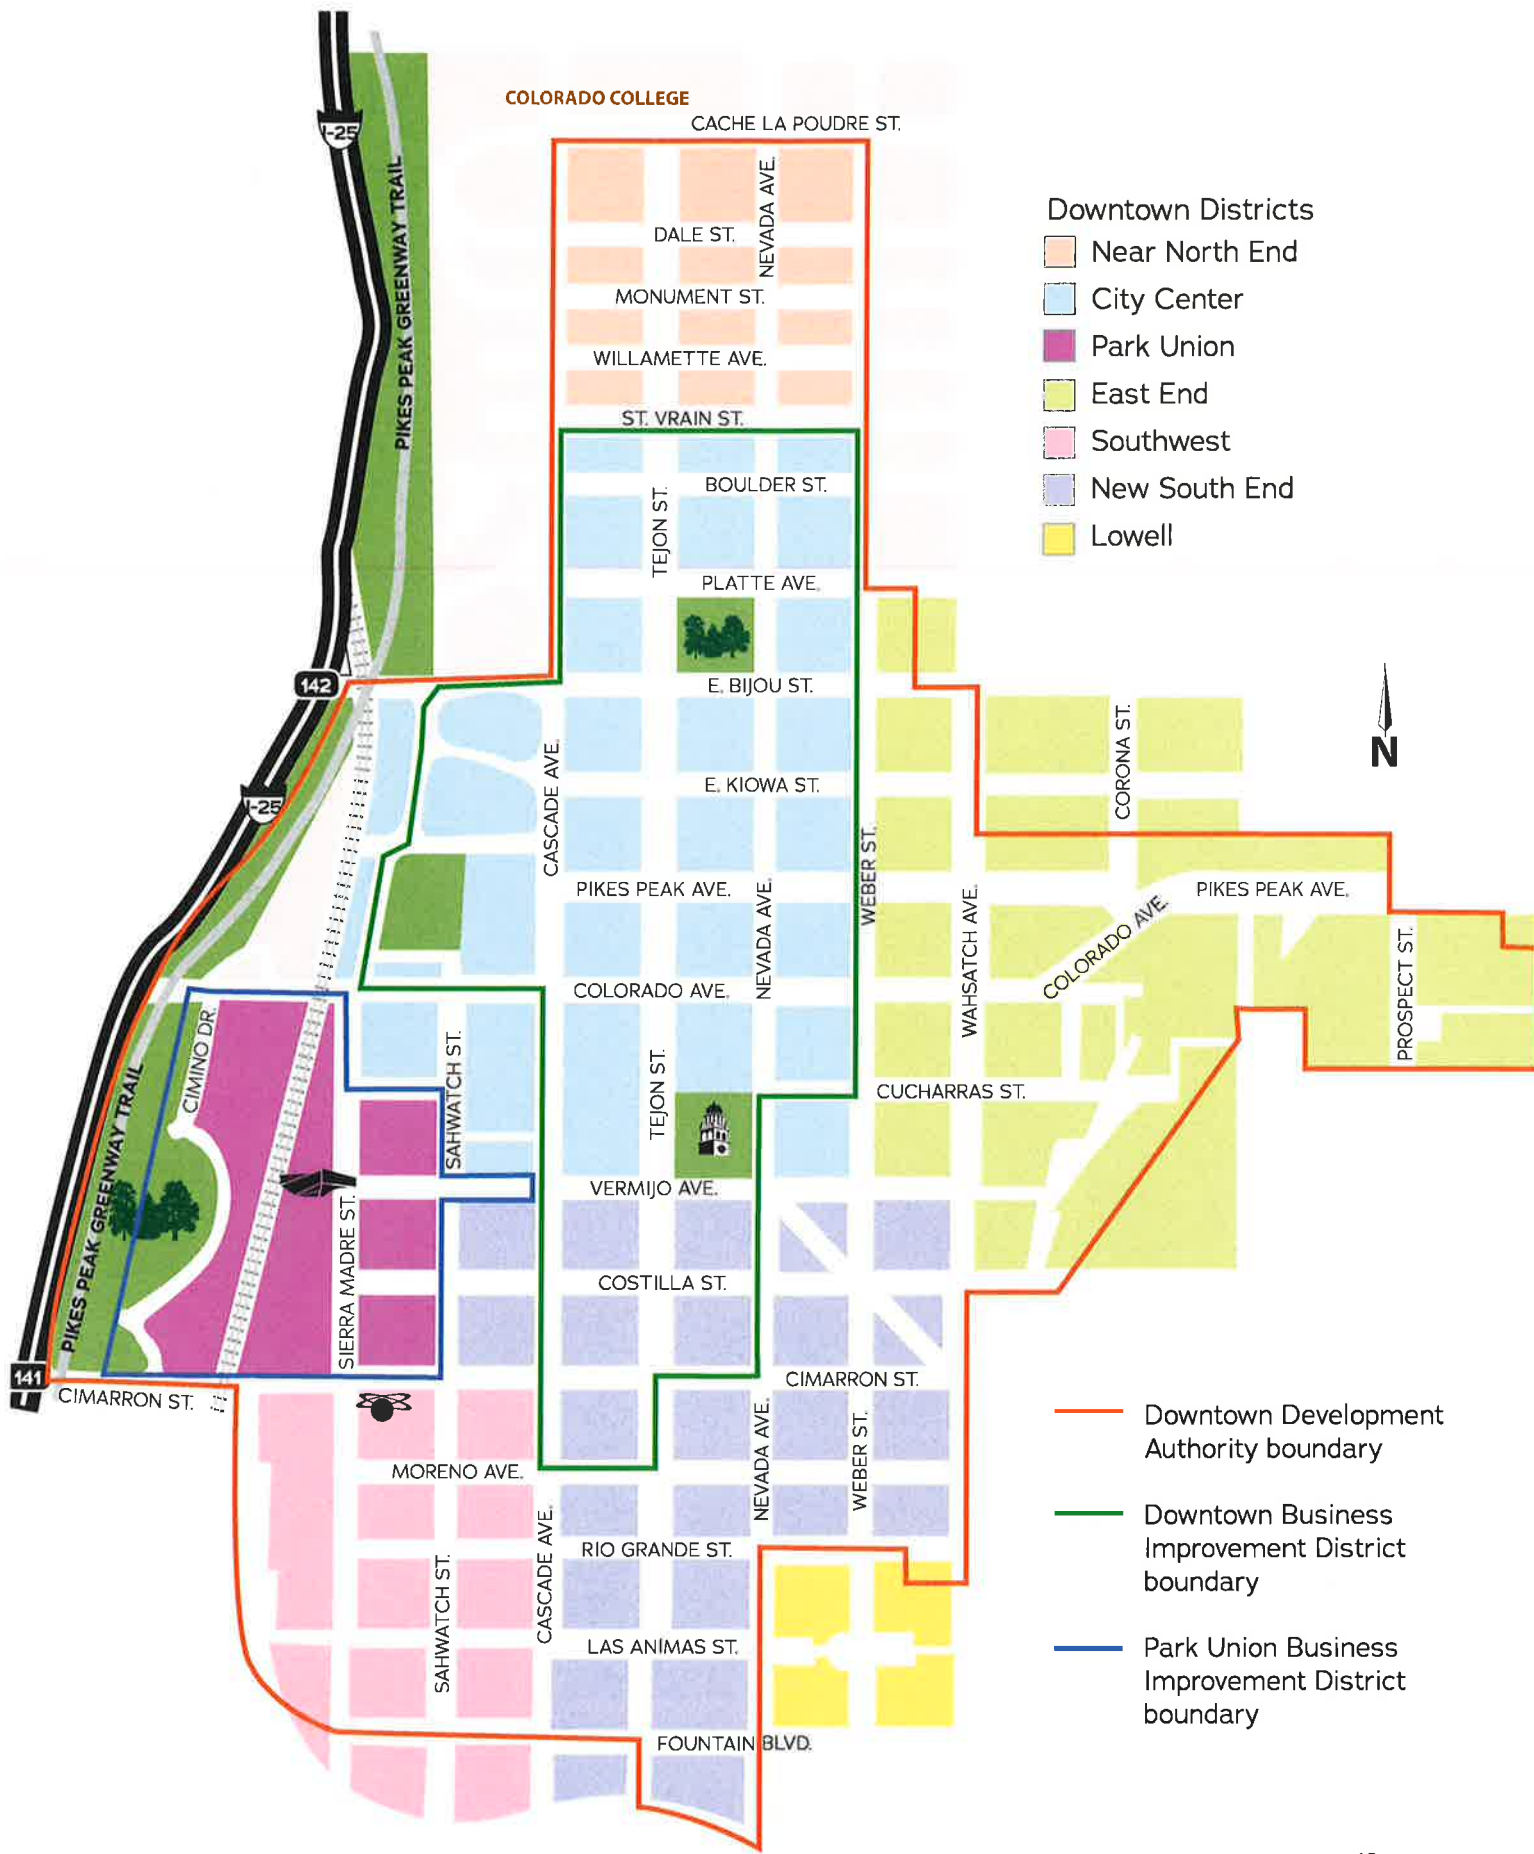 COLORADO COLLEGE
CACHE LA POUDRE ST.
I-25
PIKES PEAK GREENWAY TRAIL
NEVADA AVE.
DALE ST.
MONUMENT ST.
WILLAMETTE AVE.
ST. VRAIN ST.
BOULDER ST.
TEJON ST.
PLATTE AVE.
142
E. BIJOU ST.
CASCADE AVE.
E. KIOWA ST.
CORONA ST.
I-25
WEBER ST.
PIKES PEAK AVE.
NEVADA AVE.
WAHSATCH AVE.
COLORADO AVE.
PIKES PEAK AVE.
PROSPECT ST.
COLORADO AVE.
CIMINO DR.
SAHWATCH ST.
TEJON ST.
CUCHARRAS ST.
PIKES PEAK GREENWAY TRAIL
VERMIJO AVE.
SIERRA MADRE ST.
COSTILLA ST.
141
CIMARRON ST.
CIMARRON ST.
NEVADA AVE.
WEBER ST.
MORENO AVE.
CASCADE AVE.
RIO GRANDE ST.
SAHWATCH ST.
LAS ANIMAS ST.
FOUNTAIN BLVD.
Downtown Districts
Near North End
City Center
Park Union
East End
Southwest
New South End
Lowell
N
Downtown Development
Authority boundary
Downtown Business
Improvement District
boundary
Park Union Business
Improvement District
boundary